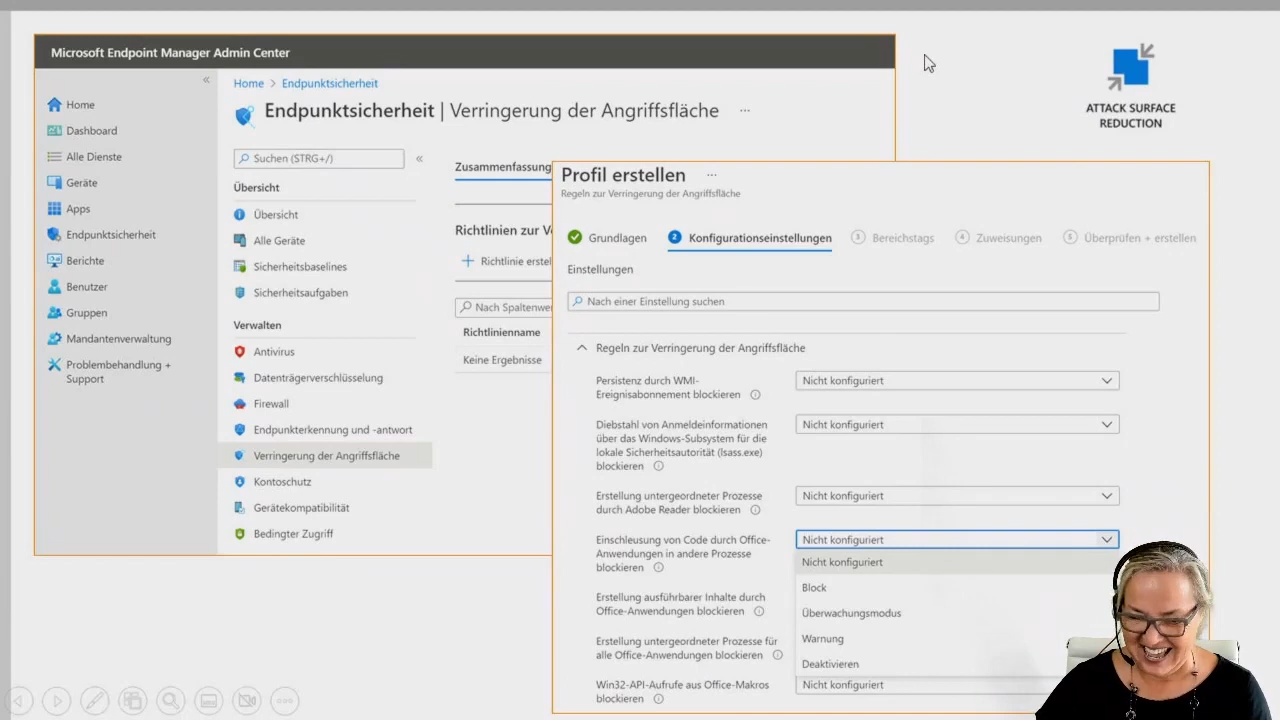 Microsoft Endpoint Manager Admin Center
Home
Dashboard
Alle Dienste
Geräte
Apps
Endpunktsicherheit
Berichte
Benutzer
Gruppen
Mandantenverwaltung
Problembehandlung +
Support
Home > Endpunktsicherheit
Endpunktsicherheit | Verringerung der Angriffsfläche ...
Suchen (STRG+/)
Übersicht
Übersicht
Alle Geräte
Sicherheitsbaselines
Sicherheitsaufgaben
Verwalten
Antivirus
Datenträgerverschlüsselung
Firewall
Endpunkterkennung und -antwort
Verringerung der Angriffsfläche
Kontoschutz
Gerätekompatibilität
Bedingter Zugriff
Zusammenfassung
Richtlinien zur V
Richtlinie erstel
Nach Spaltenwer
Richtlinienname
Keine Ergebnisse
Profil erstellen ...
Regeln zur Verringerung der Angriffsfläche
Grundlagen
2 Konfigurationseinstellungen
3 Bereichstags
4 Zuweisungen
5 Überprüfen + erstellen
Einstellungen
Nach einer Einstellung suchen
Regeln zur Verringerung der Angriffsfläche
Persistenz durch WMI-
Ereignisabonnement blockieren
Nicht konfiguriert
Diebstahl von Anmeldeinformationen
über das Windows-Subsystem für die
lokale Sicherheitsautorität (lsass.exe)
blockieren
Nicht konfiguriert
Erstellung untergeordneter Prozesse
durch Adobe Reader blockieren
Nicht konfiguriert
Einschleusung von Code durch Office-
Anwendungen in andere Prozesse
blockieren
Nicht konfiguriert
Nicht konfiguriert
Block
Überwachungsmodus
Warnung
Deaktivieren
Erstellung ausführbarer Inhalte durch
Office-Anwendungen blockieren
Erstellung untergeordneter Prozesse für
alle Office-Anwendungen blockieren
Win32-API-Aufrufe aus Office-Makros
blockieren
Nicht konfiguriert
ATTACK SURFACE
REDUCTION